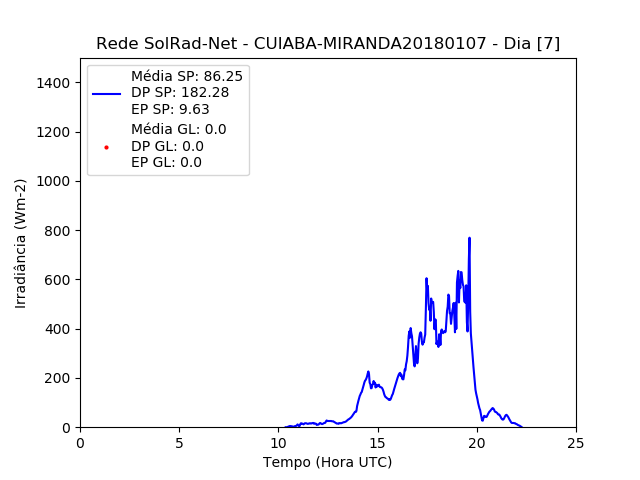 Rede SolRad-Net - CUIABA-MIRANDA20180107 - Dia [7]
Média SP: 86.25
DP SP: 182.28
EP SP: 9.63
Média GL: 0.0
DP GL: 0.0
EP GL: 0.0
1400
1200
1000
800
600
400
200
0
Irradiância (Wm-2)
0 5 10 15 20 25
Tempo (Hora UTC)